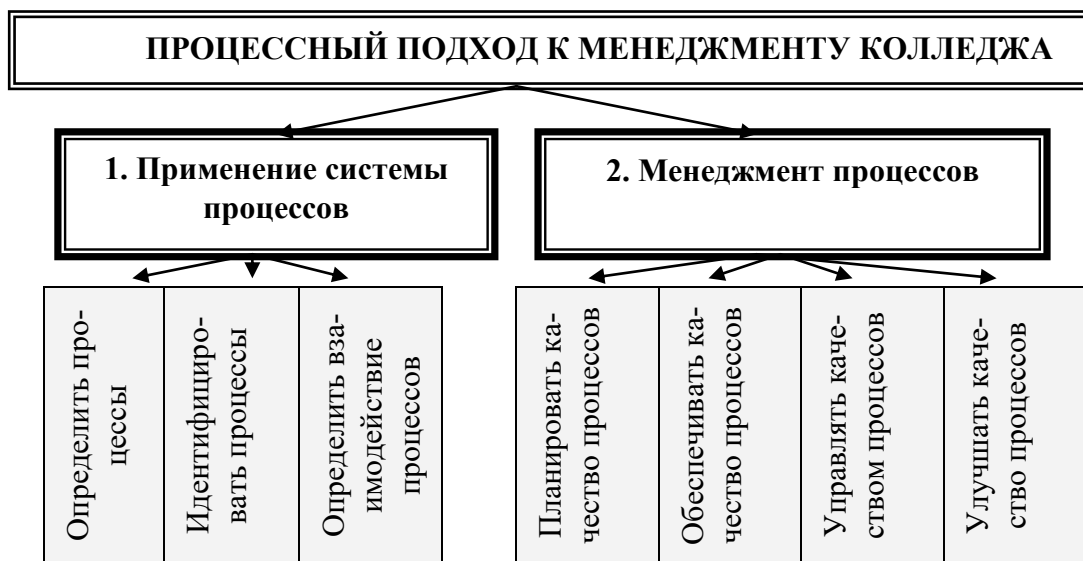 ПРОЦЕССНЫЙ ПОДХОД К МЕНЕДЖМЕНТУ КОЛЛЕДЖА
1. Применение системы
процессов
2. Менеджмент процессов
Определить про-
цессы
Идентифициро-
вать процессы
Определить вза-
имодействие
процессов
Планировать ка-
чество процессов
Обеспечивать ка-
чество процессов
Управлять каче-
ством процессов
Улучшать каче-
ство процессов